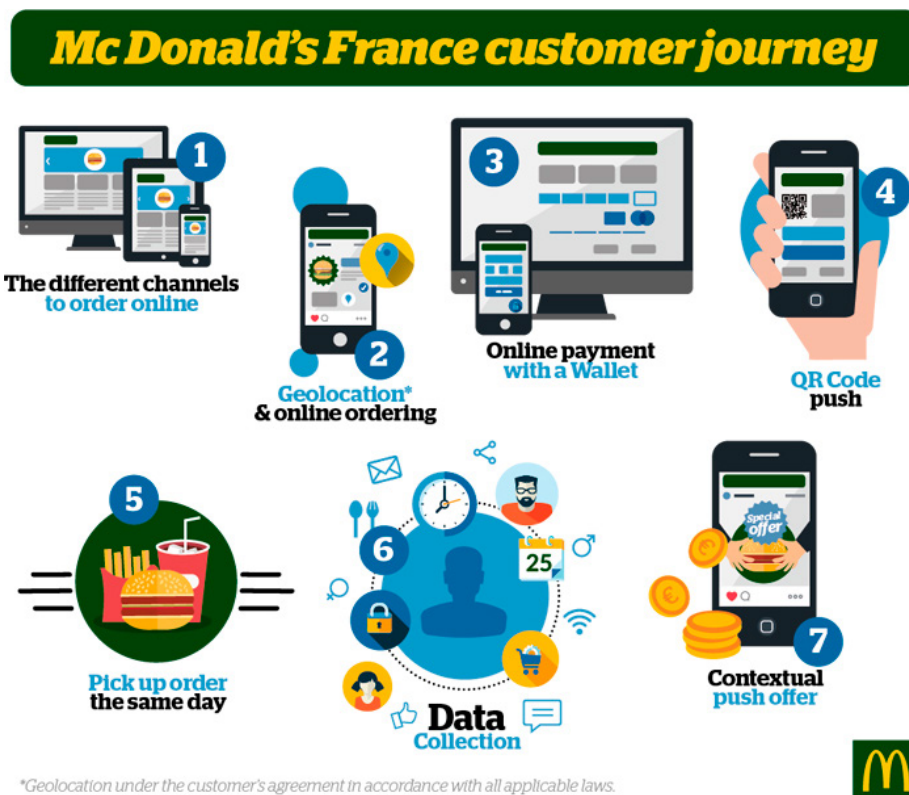 Mc Donald's France customer journey
1
The different channels
to order online
2
Geolocation*
& online ordering
3
Online payment
with a Wallet
4
QR Code
push
5
Pick up order
the same day
6
25
Data
Collection
Special
offer
7
Contextual
push offer
*Geolocation under the customer's agreement in accordance with all applicable laws.